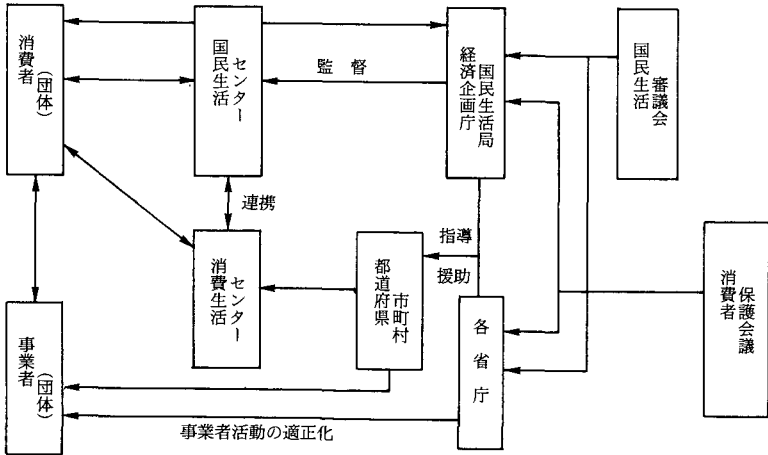 消費者
（団体）
国民生活
センター
監督
経済企画庁
国民生活局
国民生活
審議会
連携
消費生活
センター
都道府県
市町村
指導
援助
各省庁
消費者
保護会議
事業者
（団体）
事業者活動の適正化